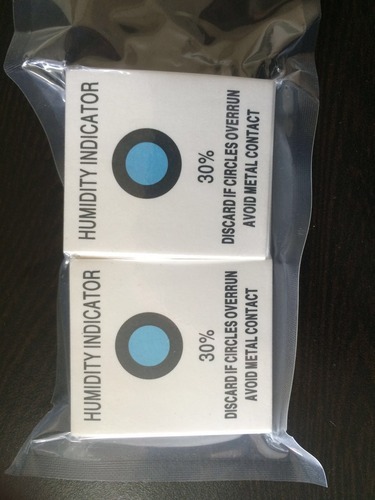 HUMIDITY INDICATOR
30%
DISCARD IF CIRCLES OVERRUN
AVOID METAL CONTACT
HUMIDITY INDICATOR
30%
DISCARD IF CIRCLES OVERRUN
AVOID METAL CONTACT